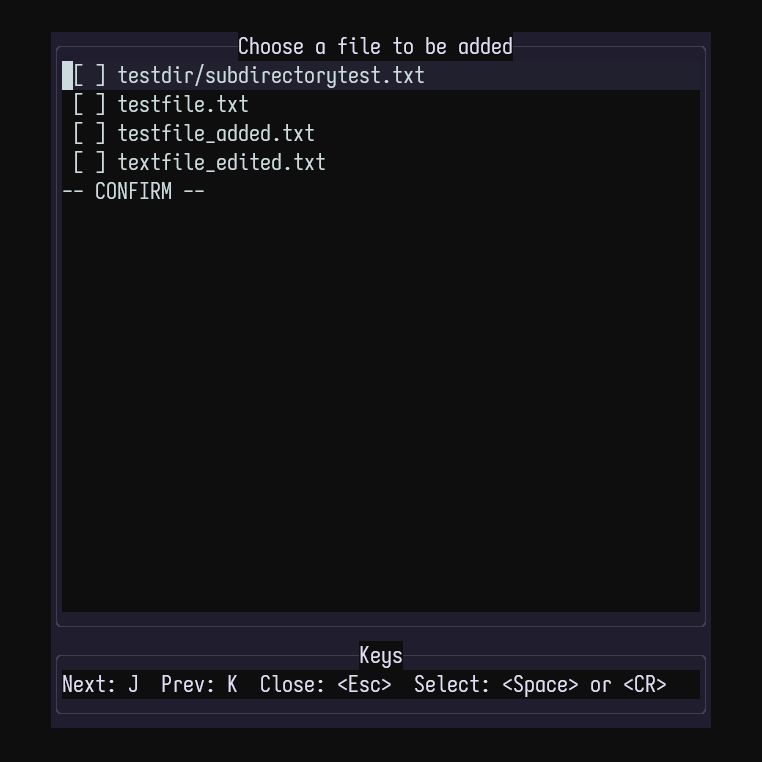 Choose a file to be added
[ ] testdir/subdirectorytest.txt
[ ] testfile.txt
[ ] testfile_added.txt
[ ] textfile_edited.txt
-- CONFIRM --
Keys
Next: J  Prev: K  Close: <Esc>  Select: <Space> or <CR>